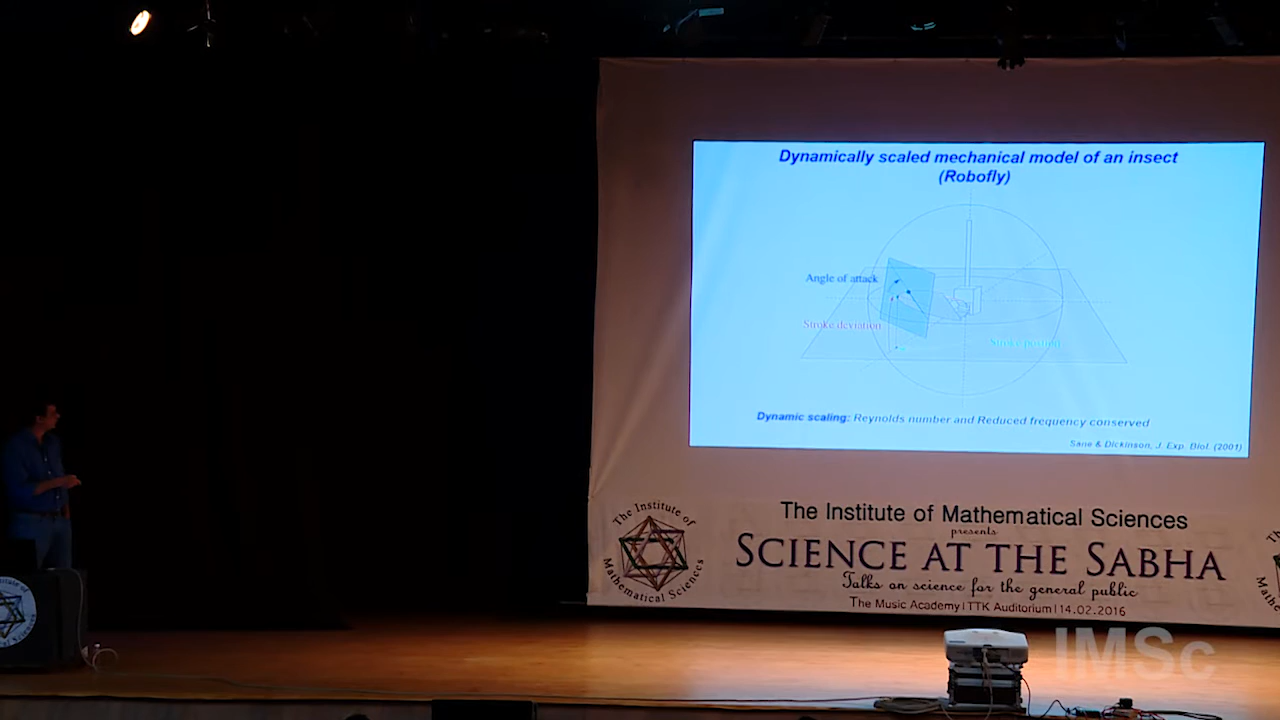 Dynamically scaled mechanical model of an insect
(Robofly)
Angle of attack
Stroke deviation
Stroke position
Dynamic scaling: Reynolds number and Reduced frequency conserved
Sane & Dickinson, J. Exp. Biol. (2001)
The Institute of Mathematical Sciences
The Institute of Mathematical Sciences
presents
SCIENCE AT THE SABHA
Talks on science for the general public
The Music Academy | TTK Auditorium | 14.02.2016
IMSc